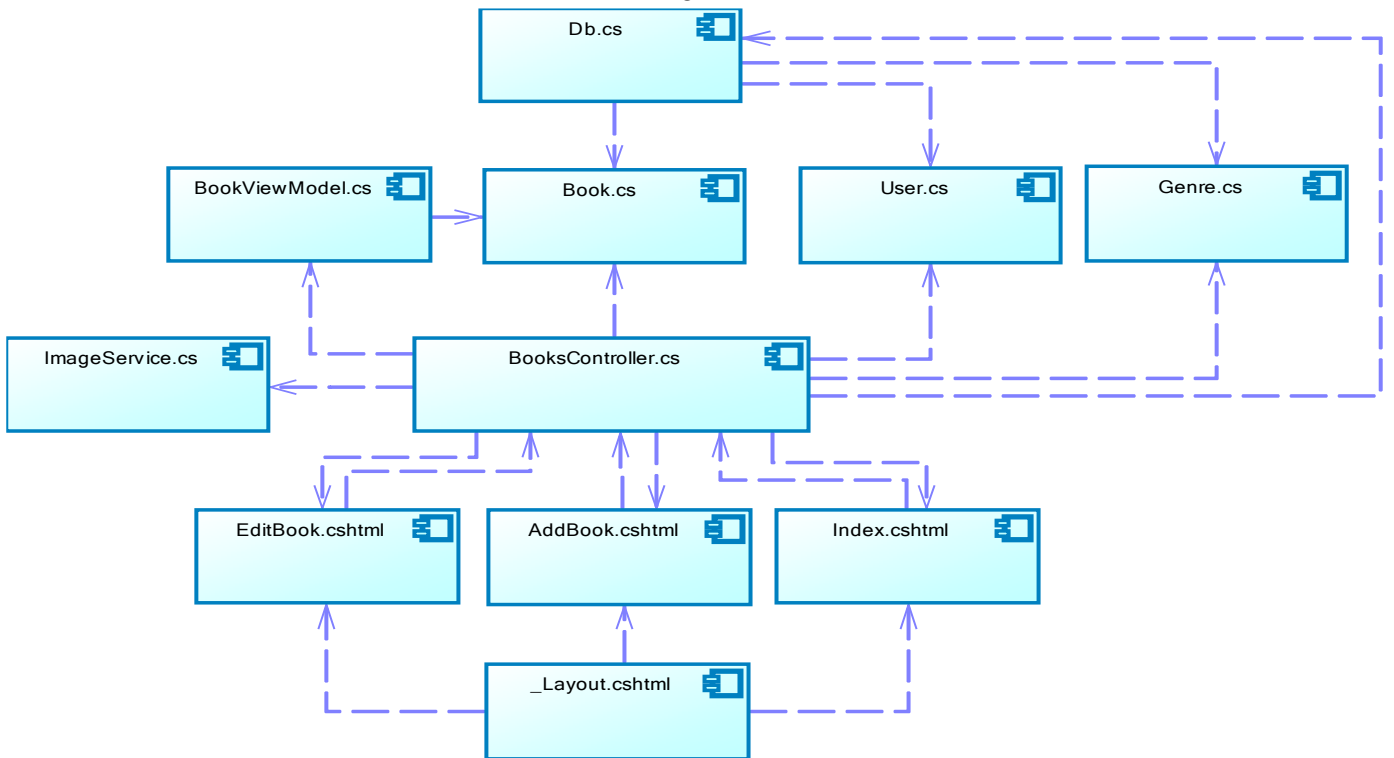 Db.cs
BookViewModel.cs
Book.cs
User.cs
Genre.cs
ImageService.cs
BooksController.cs
EditBook.cshtml
AddBook.cshtml
Index.cshtml
_Layout.cshtml